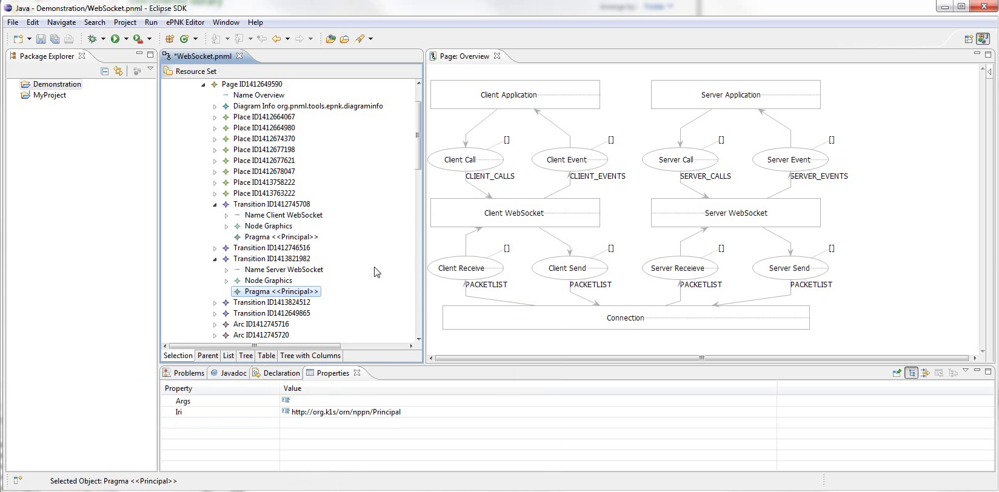 Java - Demonstration/WebSocket.pnml - Eclipse SDK
File Edit Navigate Search Project Run ePNK Editor Window Help
Package Explorer
Demonstration
MyProject
*WebSocket.pnml
Resource Set
Page ID1412649590
Name Overview
Diagram Info org.pnml.tools.epnk.diagraminfo
Place ID1412664067
Place ID1412664980
Place ID1412674370
Place ID1412677198
Place ID1412677621
Place ID1412678047
Place ID1413758222
Place ID1413763222
Transition ID1412745708
Name Client WebSocket
Node Graphics
Pragma <<Principal>>
Transition ID1412746516
Transition ID1413821982
Name Server WebSocket
Node Graphics
Pragma <<Principal>>
Transition ID1413824512
Transition ID1412649865
Arc ID1412745716
Arc ID1412745720
Selection Parent List Tree Table Tree with Columns
Page: Overview
Client Application Server Application
[] [] [] []
Client Call Client Event Server Call Server Event
CLIENT_CALLS CLIENT_EVENTS SERVER_CALLS SERVER_EVENTS
Client WebSocket Server WebSocket
[] [] [] []
Client Receive Client Send Server Receieve Server Send
PACKETLIST PACKETLIST PACKETLIST PACKETLIST
Connection
Problems @ Javadoc Declaration Properties
Property Value
Args
Iri http://org.k1s/orn/nppn/Principal
Selected Object: Pragma <<Principal>>